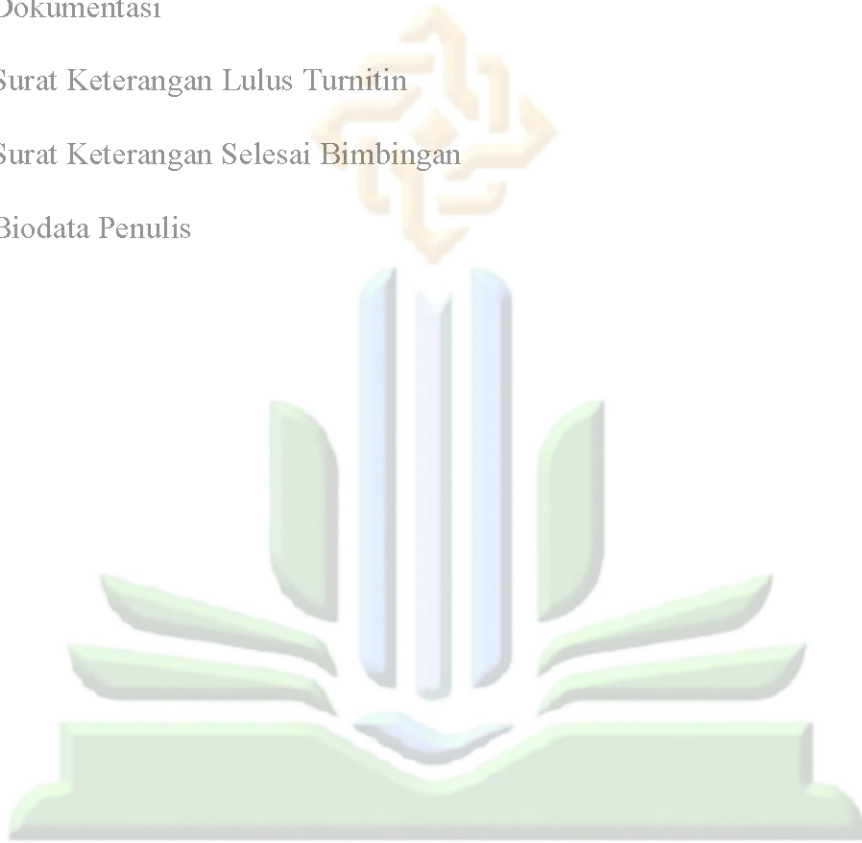 Dokumentasi
Surat Keterangan Lulus Turnitin
Surat Keterangan Selesai Bimbingan
Biodata Penulis